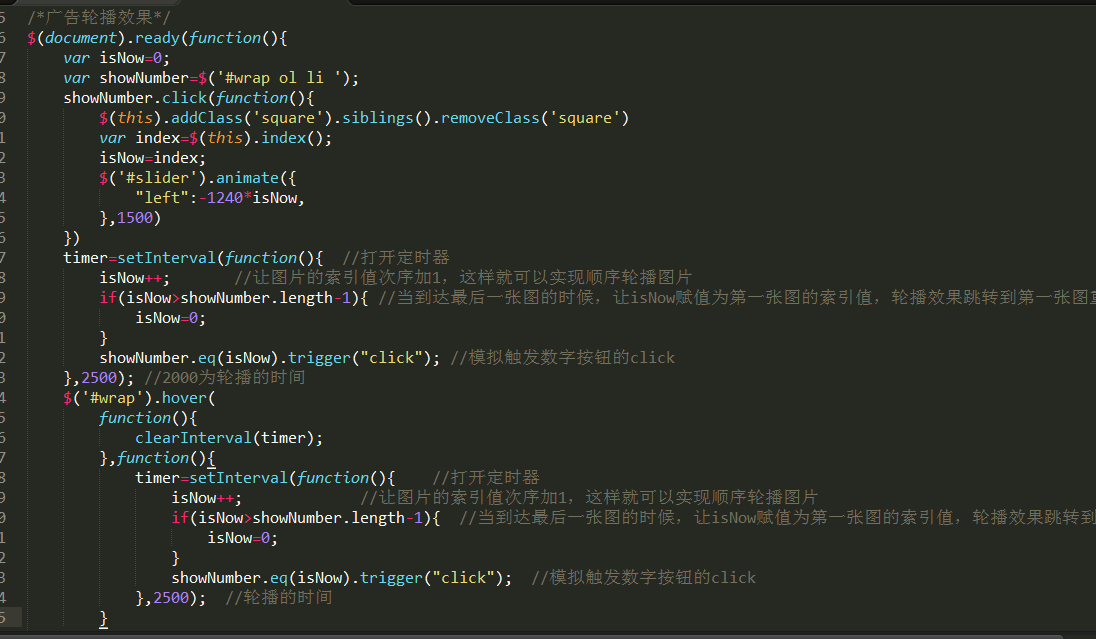 5 /*广告轮播效果*/
6 $(document).ready(function(){
7 var isNow=0;
8 var showNumber=$('#wrap ol li ');
9 showNumber.click(function(){
0 $(this).addClass('square').siblings().removeClass('square')
1 var index=$(this).index();
2 isNow=index;
3 $('#slider').animate({
4 "left":-1240*isNow,
5 },1500)
6 })
7 timer=setInterval(function(){ //打开定时器
8 isNow++; //让图片的索引值次序加1，这样就可以实现顺序轮播图片
9 if(isNow>showNumber.length-1){ //当到达最后一张图的时候，让isNow赋值为第一张图的索引值，轮播效果跳转到第一张图
0 isNow=0;
1 }
2 showNumber.eq(isNow).trigger("click"); //模拟触发数字按钮的click
3 },2500); //2000为轮播的时间
4 $('#wrap').hover(
5 function(){
6 clearInterval(timer);
7 },function(){
8 timer=setInterval(function(){ //打开定时器
9 isNow++; //让图片的索引值次序加1，这样就可以实现顺序轮播图片
0 if(isNow>showNumber.length-1){ //当到达最后一张图的时候，让isNow赋值为第一张图的索引值，轮播效果跳转到
1 isNow=0;
2 }
3 showNumber.eq(isNow).trigger("click"); //模拟触发数字按钮的click
4 },2500); //轮播的时间
5 }